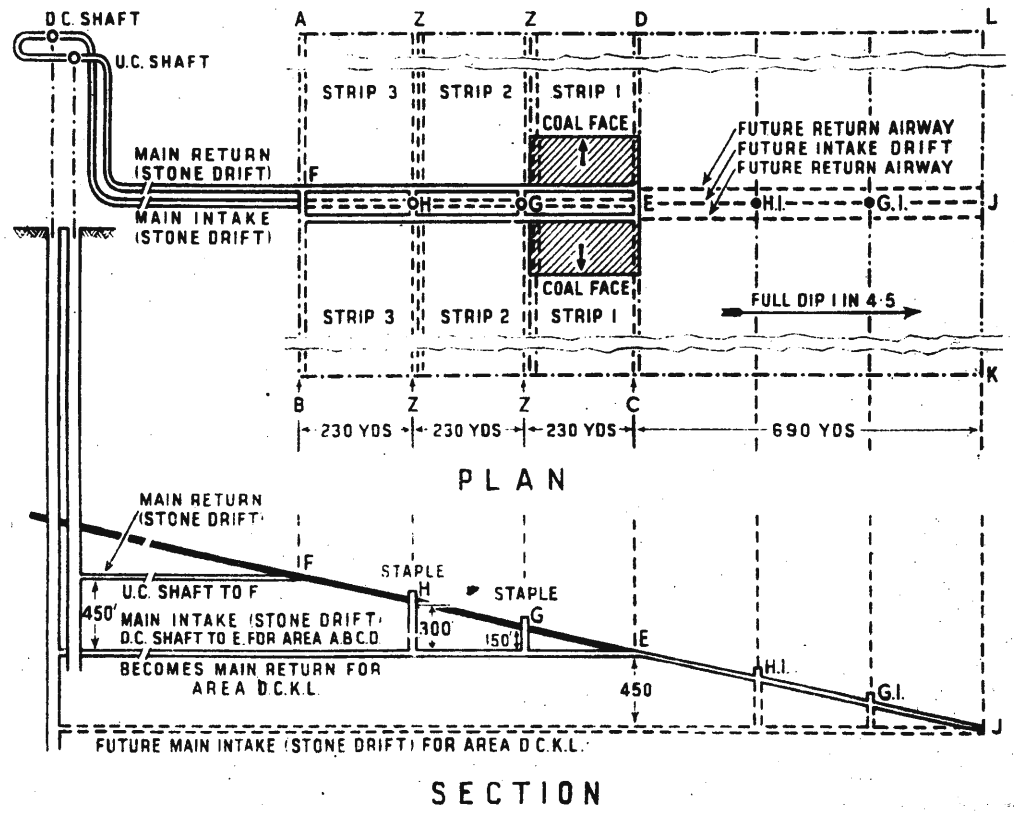 D.C. SHAFT
A Z Z D L
U.C. SHAFT
STRIP 3 STRIP 2 STRIP 1
COAL FACE
FUTURE RETURN AIRWAY
FUTURE INTAKE DRIFT
FUTURE RETURN AIRWAY
MAIN RETURN
(STONE DRIFT)
F
H G E H.I. G.I. J
MAIN INTAKE
(STONE DRIFT)
COAL FACE
FULL DIP 1 IN 4·5
STRIP 3 STRIP 2 STRIP 1
K
B Z Z C
230 YDS 230 YDS 230 YDS 690 YDS
PLAN
MAIN RETURN
(STONE DRIFT)
F
STAPLE
H
STAPLE
G
U.C. SHAFT TO F
450'
MAIN INTAKE (STONE DRIFT)
D.C. SHAFT TO E. FOR AREA A.B.C.D.
300'
150'
E
BECOMES MAIN RETURN FOR
AREA D.C.K.L.
H.I.
450
G.I.
J
FUTURE MAIN INTAKE (STONE DRIFT) FOR AREA D.C.K.L.
SECTION